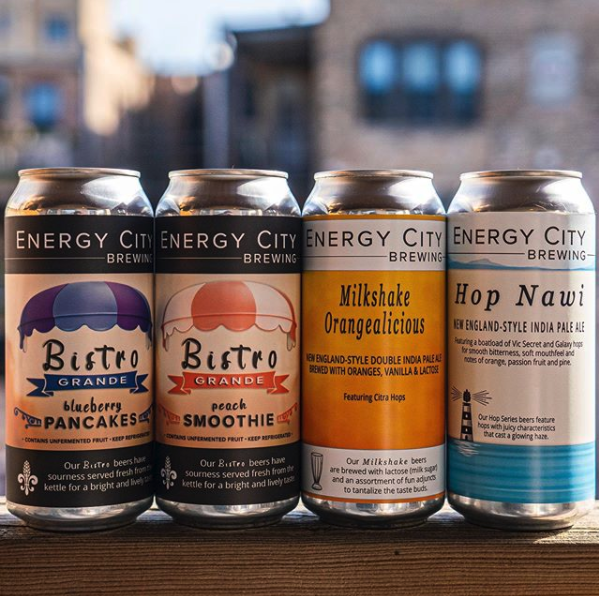 ENERGY CITY
BREWING
Bistro
GRANDE
blueberry
PANCAKES
• CONTAINS UNFERMENTED FRUIT • KEEP REFRIGERATED
Our Bistro beers have
sourness served fresh from the
kettle for a bright and lively
ENERGY CITY
BREWING
Bistro
GRANDE
peach
SMOOTHIE
• CONTAINS UNFERMENTED FRUIT • KEEP REFRIGERATED •
Our Bistro beers have
sourness served fresh from the
kettle for a bright and lively
ENERGY CITY
BREWING
Milkshake
Orangealicious
NEW ENGLAND-STYLE DOUBLE INDIA PALE ALE
BREWED WITH ORANGES, VANILLA & LACTOSE
Featuring Citra Hops
Our Milkshake beers
are brewed with lactose (milk sugar)
and an assortment of fun adjuncts
to tantalize the taste buds.
ENERGY CITY
BREWING
Hop Nawi
NEW ENGLAND-STYLE INDIA PALE ALE
Featuring a boatload of Vic Secret and Galaxy hops
for smooth bitterness, soft mouthfeel and
notes of orange, passion fruit and pine.
Our Hop Series beers feature
hops with juicy characteristics
that cast a glowing haze.